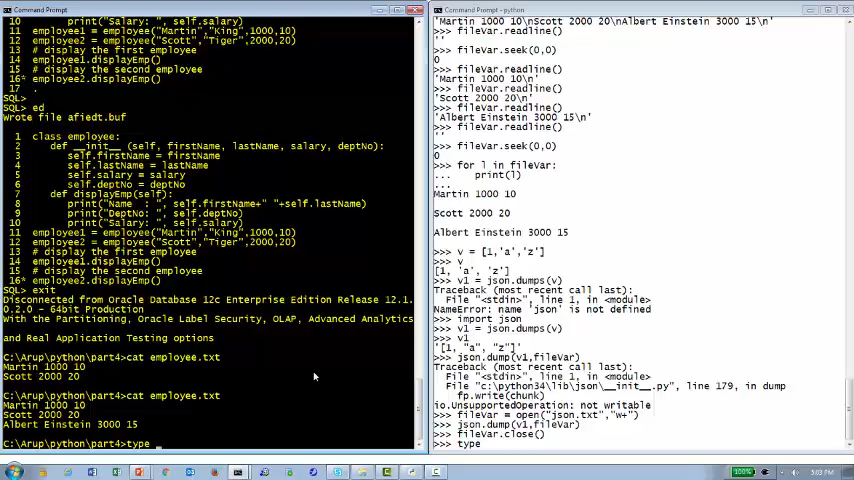 Command Prompt
10         print("Salary: ", self.salary)
11  employee1 = employee("Martin","King",1000,10)
12  employee2 = employee("Scott","Tiger",2000,20)
13  # display the first employee
14  employee1.displayEmp()
15  # display the second employee
16* employee2.displayEmp()
17  .
SQL>
SQL> ed
Wrote file afiedt.buf
1  class employee:
2     def __init__ (self, firstName, lastName, salary, deptNo):
3        self.firstName = firstName
4        self.lastName = lastName
5        self.salary = salary
6        self.deptNo = deptNo
7     def displayEmp(self):
8        print("Name  : ", self.firstName+" "+self.lastName)
9        print("DeptNo: ", self.deptNo)
10        print("Salary: ", self.salary)
11  employee1 = employee("Martin","King",1000,10)
12  employee2 = employee("Scott","Tiger",2000,20)
13  # display the first employee
14  employee1.displayEmp()
15  # display the second employee
16* employee2.displayEmp()
SQL> exit
Disconnected from Oracle Database 12c Enterprise Edition Release 12.1.
0.2.0 - 64bit Production
With the Partitioning, Oracle Label Security, OLAP, Advanced Analytics
and Real Application Testing options
C:\Arup\python\part4>cat employee.txt
Martin 1000 10
Scott 2000 20
C:\Arup\python\part4>cat employee.txt
Martin 1000 10
Scott 2000 20
Albert Einstein 3000 15
C:\Arup\python\part4>type _
Command Prompt - python
'Martin 1000 10\nScott 2000 20\nAlbert Einstein 3000 15\n'
>>> fileVar.readline()
''
>>> fileVar.seek(0,0)
0
>>> fileVar.readline()
'Martin 1000 10\n'
>>> fileVar.readline()
'Scott 2000 20\n'
>>> fileVar.readline()
'Albert Einstein 3000 15\n'
>>> fileVar.readline()
''
>>> fileVar.seek(0,0)
0
>>> for l in fileVar:
...     print(l)
...
Martin 1000 10
Scott 2000 20
Albert Einstein 3000 15
>>> v = [1,'a','z']
>>> v
[1, 'a', 'z']
>>> v1 = json.dumps(v)
Traceback (most recent call last):
File "<stdin>", line 1, in <module>
NameError: name 'json' is not defined
>>> import json
>>> v1 = json.dumps(v)
>>> v1
'[1, "a", "z"]'
>>> json.dump(v1,fileVar)
Traceback (most recent call last):
File "<stdin>", line 1, in <module>
File "c:\python34\lib\json\__init__.py", line 179, in dump
fp.write(chunk)
io.UnsupportedOperation: not writable
>>> fileVar = open("json.txt","w+")
>>> json.dump(v1,fileVar)
>>> fileVar.close()
>>> type
100%
5:03 PM